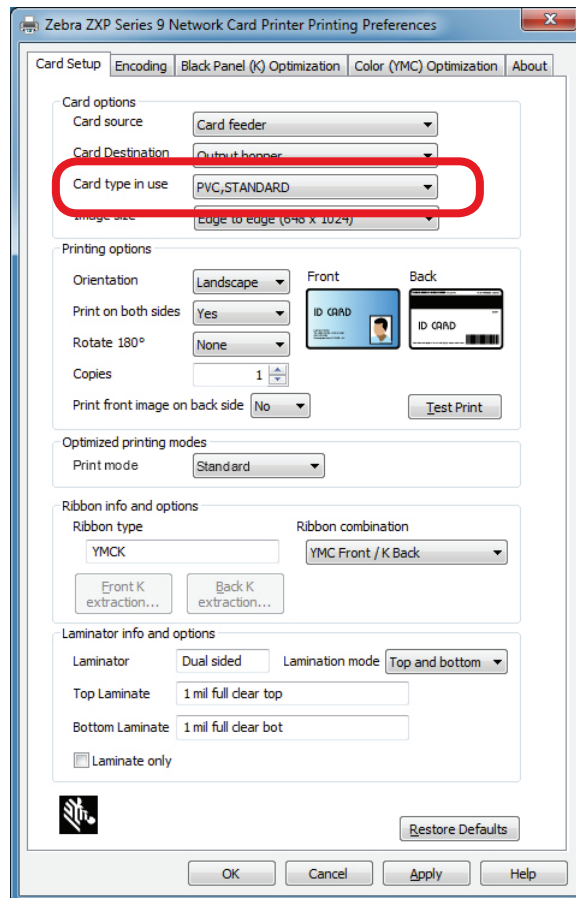 Zebra ZXP Series 9 Network Card Printer Printing Preferences
Card Setup Encoding Black Panel (K) Optimization Color (YMC) Optimization About
Card options
Card source Card feeder
Card Destination Output hopper
Card type in use PVC,STANDARD
Image size Edge to edge (648 x 1024)
Printing options
Orientation Landscape Front Back
Print on both sides Yes
ID CARD ID CARD
Rotate 180° None
Copies 1
Print front image on back side No Test Print
Optimized printing modes
Print mode Standard
Ribbon info and options
Ribbon type Ribbon combination
YMCK YMC Front / K Back
Front K extraction... Back K extraction...
Laminator info and options
Laminator Dual sided Lamination mode Top and bottom
Top Laminate 1 mil full clear top
Bottom Laminate 1 mil full clear bot
Laminate only
Restore Defaults
OK Cancel Apply Help